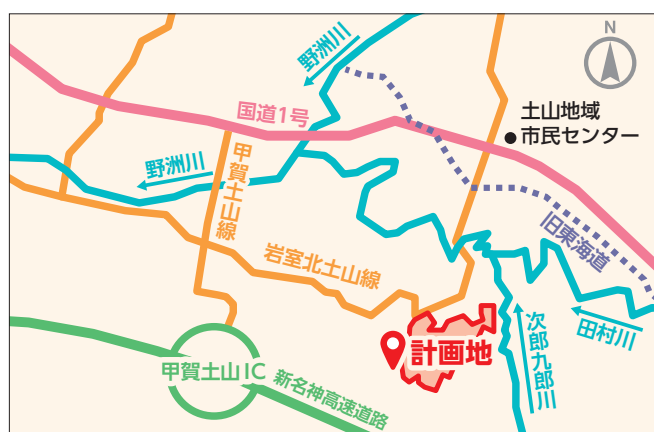 野洲川
N
国道1号
土山地域
市民センター
野洲川
甲賀土山線
旧東海道
岩室北土山線
田村川
次郎九郎川
計画地
甲賀土山IC
新名神高速道路